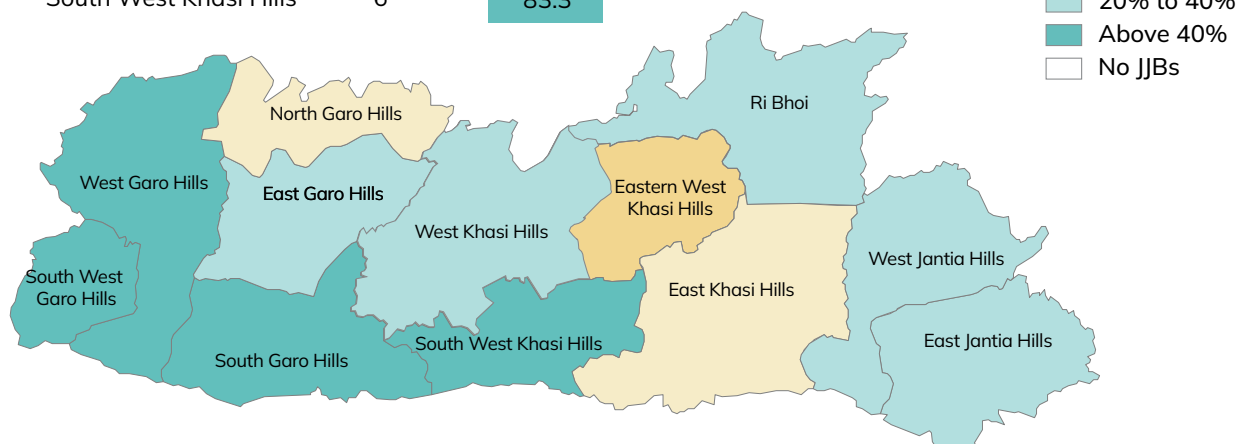 South West Khasi Hills 6 83.3
20% to 40%
Above 40%
No JJBs
Ri Bhoi
North Garo Hills
West Garo Hills
East Garo Hills
Eastern West
Khasi Hills
West Khasi Hills
West Jantia Hills
South West
Garo Hills
East Khasi Hills
East Jantia Hills
South West Khasi Hills
South Garo Hills